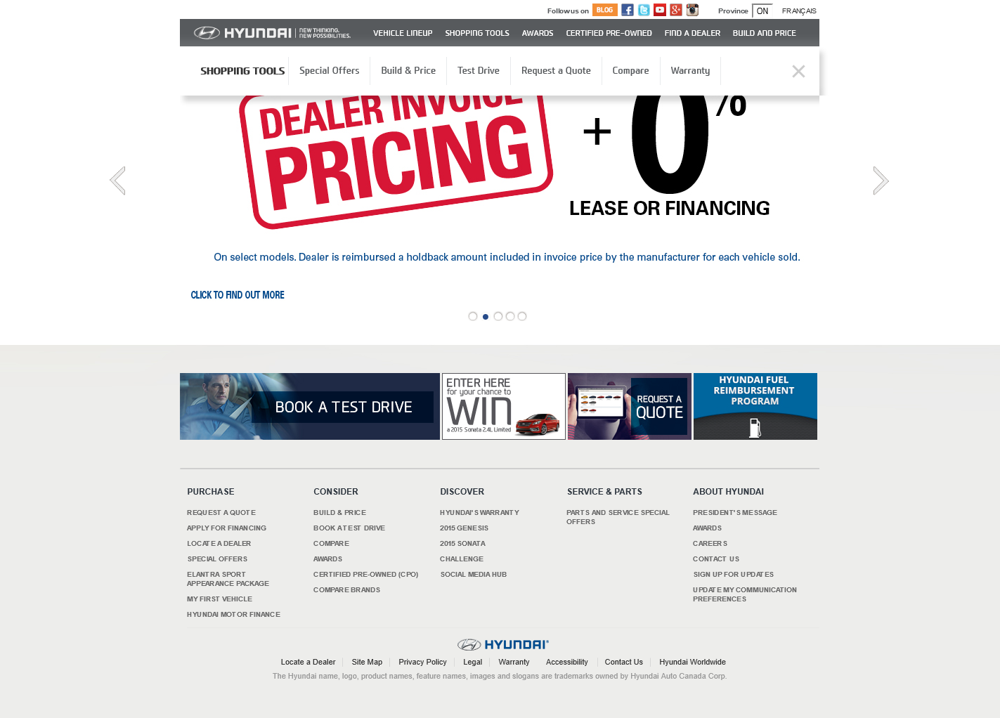 Follow us on BLOG Province ON FRANÇAIS
HYUNDAI NEW THINKING.
NEW POSSIBILITIES.
VEHICLE LINEUP SHOPPING TOOLS AWARDS CERTIFIED PRE-OWNED FIND A DEALER BUILD AND PRICE
SHOPPING TOOLS Special Offers Build & Price Test Drive Request a Quote Compare Warranty
DEALER INVOICE
PRICING
+ 0%
LEASE OR FINANCING
On select models. Dealer is reimbursed a holdback amount included in invoice price by the manufacturer for each vehicle sold.
CLICK TO FIND OUT MORE
BOOK A TEST DRIVE
ENTER HERE
for your chance to
WIN
a 2015 Sonata 2.4L Limited
REQUEST A
QUOTE
HYUNDAI FUEL
REIMBURSEMENT
PROGRAM
PURCHASE
REQUEST A QUOTE
APPLY FOR FINANCING
LOCATE A DEALER
SPECIAL OFFERS
ELANTRA SPORT
APPEARANCE PACKAGE
MY FIRST VEHICLE
HYUNDAI MOTOR FINANCE
CONSIDER
BUILD & PRICE
BOOK A TEST DRIVE
COMPARE
AWARDS
CERTIFIED PRE-OWNED (CPO)
COMPARE BRANDS
DISCOVER
HYUNDAI'S WARRANTY
2015 GENESIS
2015 SONATA
CHALLENGE
SOCIAL MEDIA HUB
SERVICE & PARTS
PARTS AND SERVICE SPECIAL
OFFERS
ABOUT HYUNDAI
PRESIDENT'S MESSAGE
AWARDS
CAREERS
CONTACT US
SIGN UP FOR UPDATES
UPDATE MY COMMUNICATION
PREFERENCES
HYUNDAI
Locate a Dealer Site Map Privacy Policy Legal Warranty Accessibility Contact Us Hyundai Worldwide
The Hyundai name, logo, product names, feature names, images and slogans are trademarks owned by Hyundai Auto Canada Corp.